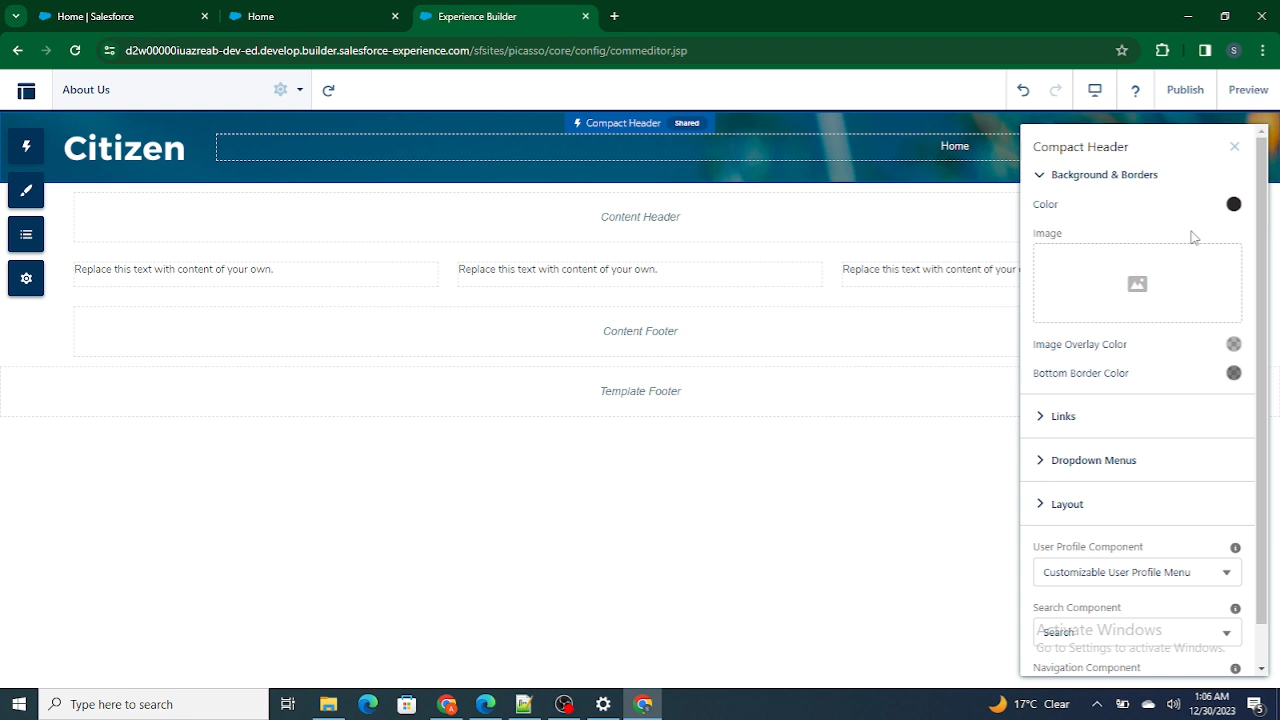 Home | Salesforce
Home
Experience Builder
d2w00000iuazreab-dev-ed.develop.builder.salesforce-experience.com/sfsites/picasso/core/config/commeditor.jsp
S
About Us
?
Publish
Preview
Compact Header Shared
Citizen
Home
Content Header
Replace this text with content of your own.
Replace this text with content of your own.
Replace this text with content of your
Content Footer
Template Footer
Compact Header
Background & Borders
Color
Image
Image Overlay Color
Bottom Border Color
Links
Dropdown Menus
Layout
User Profile Component
Customizable User Profile Menu
Search Component
Search
Activate Windows
Go to Settings to activate Windows.
Navigation Component
Type here to search
17°C Clear
1:06 AM
12/30/2023